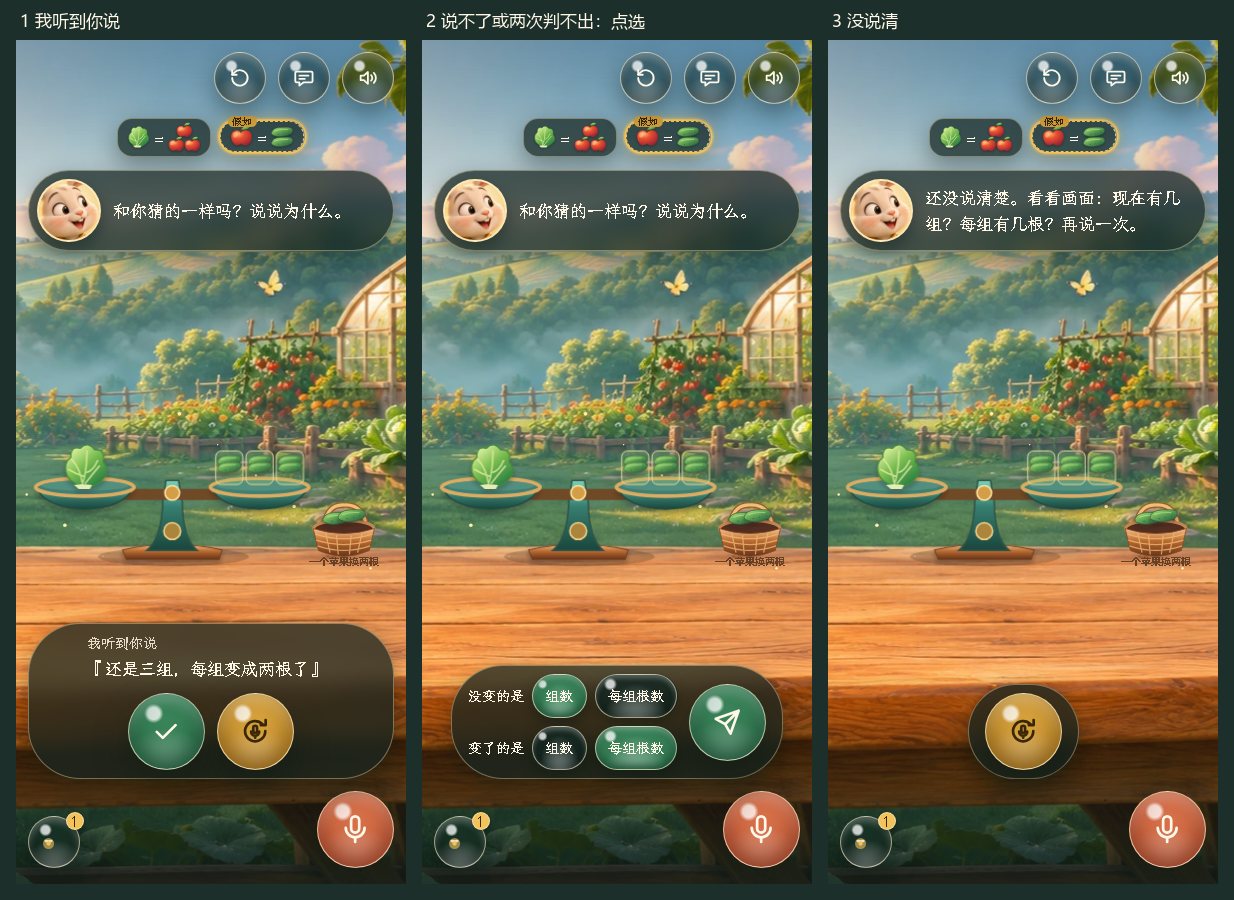 1 我听到你说
2 说不了或两次判不出：点选
3 没说清
假如
=
=
和你猜的一样吗？说说为什么。
一个苹果换两根
我听到你说
『还是三组，每组变成两根了』
1
假如
=
=
和你猜的一样吗？说说为什么。
一个苹果换两根
没变的是 组数 每组根数
变了的是 组数 每组根数
1
假如
=
=
还没说清楚。看看画面：现在有几
组？每组有几根？再说一次。
一个苹果换两根
1